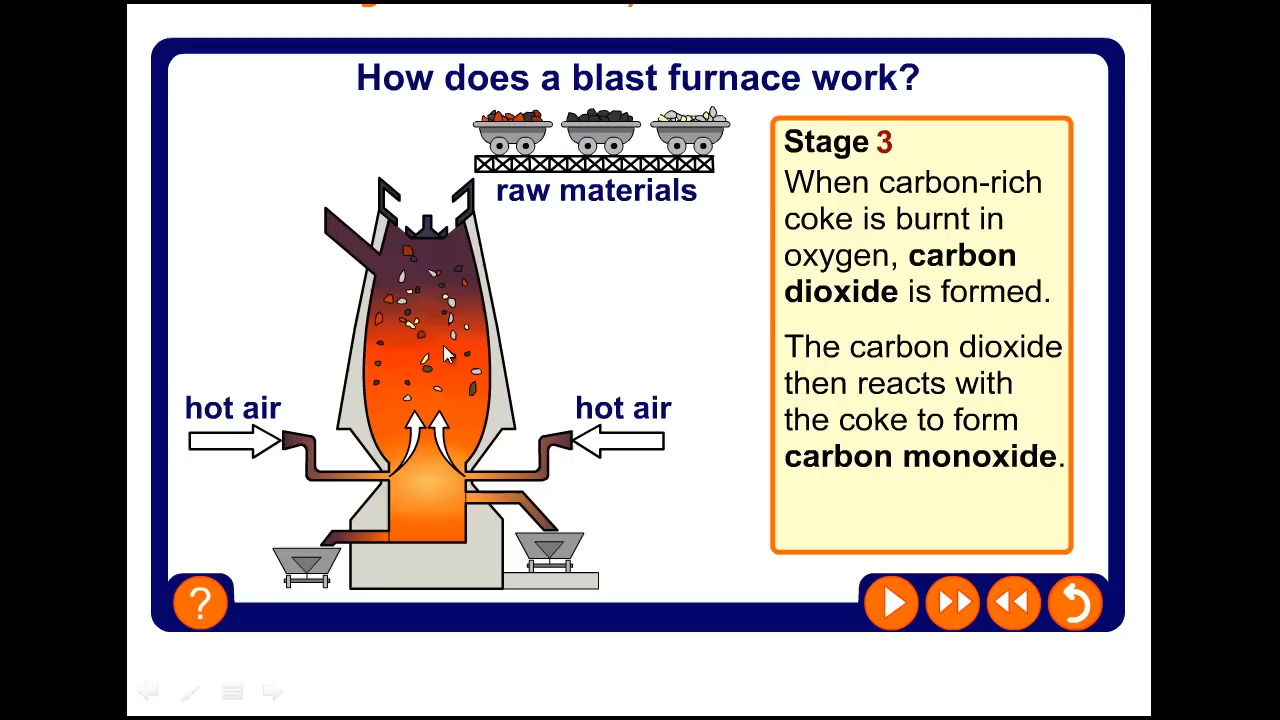 How does a blast furnace work?
raw materials
hot air
hot air
Stage 3
When carbon-rich
coke is burnt in
oxygen, carbon
dioxide is formed.
The carbon dioxide
then reacts with
the coke to form
carbon monoxide.
?